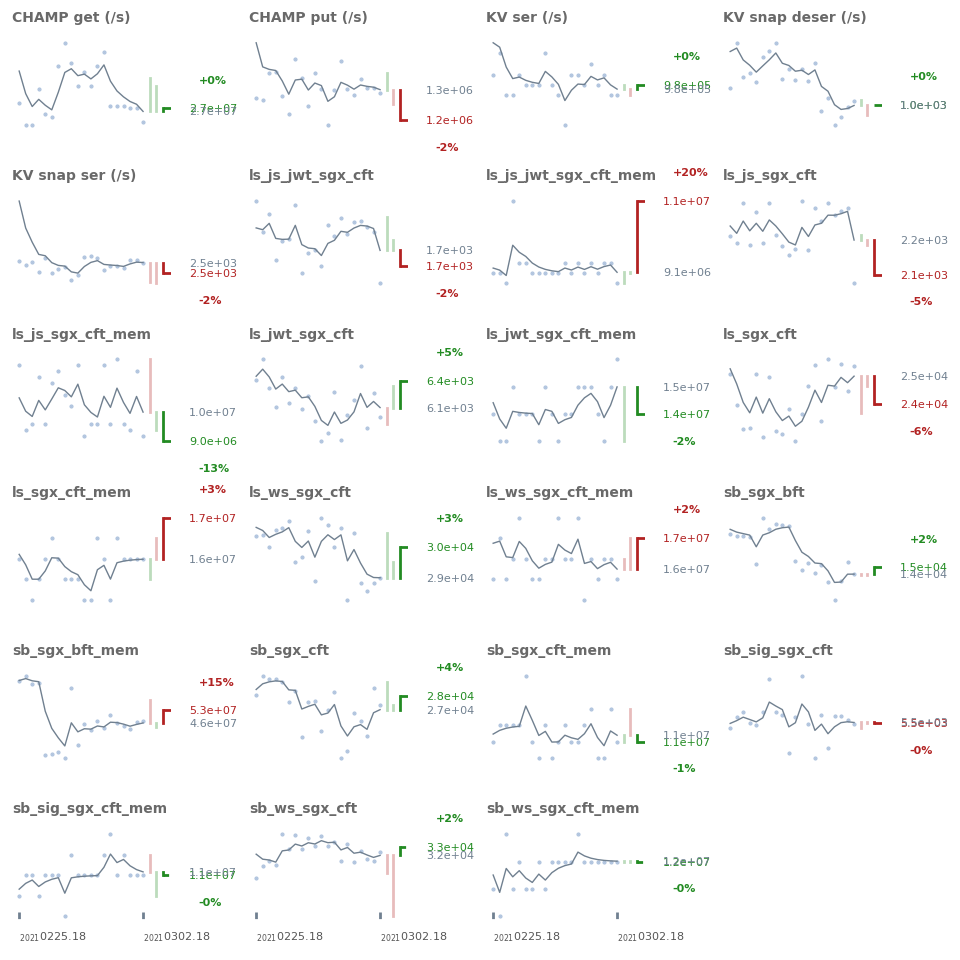 CHAMP get (/s)
+0%
2.7e+07
2.7e+07
CHAMP put (/s)
1.3e+06
1.2e+06
-2%
KV ser (/s)
+0%
9.8e+05
KV snap deser (/s)
+0%
1.0e+03
KV snap ser (/s)
2.5e+03
2.5e+03
-2%
ls_js_jwt_sgx_cft
1.7e+03
1.7e+03
-2%
ls_js_jwt_sgx_cft_mem
+20%
1.1e+07
9.1e+06
ls_js_sgx_cft
2.2e+03
2.1e+03
-5%
ls_js_sgx_cft_mem
1.0e+07
9.0e+06
-13%
ls_jwt_sgx_cft
+5%
6.4e+03
6.1e+03
ls_jwt_sgx_cft_mem
1.5e+07
1.4e+07
-2%
ls_sgx_cft
2.5e+04
2.4e+04
-6%
ls_sgx_cft_mem
+3%
1.7e+07
1.6e+07
ls_ws_sgx_cft
+3%
3.0e+04
2.9e+04
ls_ws_sgx_cft_mem
+2%
1.7e+07
1.6e+07
sb_sgx_bft
+2%
1.5e+04
1.4e+04
sb_sgx_bft_mem
+15%
5.3e+07
4.6e+07
sb_sgx_cft
+4%
2.8e+04
2.7e+04
sb_sgx_cft_mem
1.1e+07
1.1e+07
-1%
sb_sig_sgx_cft
5.5e+03
-0%
sb_sig_sgx_cft_mem
1.1e+07
1.1e+07
-0%
sb_ws_sgx_cft
+2%
3.3e+04
3.2e+04
sb_ws_sgx_cft_mem
1.2e+07
-0%
2021 0225.18
2021 0302.18
2021 0225.18
2021 0302.18
2021 0225.18
2021 0302.18